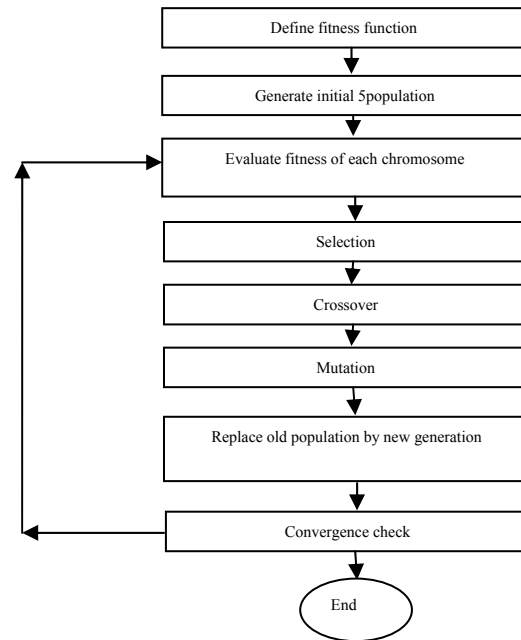 Define fitness function
Generate initial 5population
Evaluate fitness of each chromosome
Selection
Crossover
Mutation
Replace old population by new generation
Convergence check
End